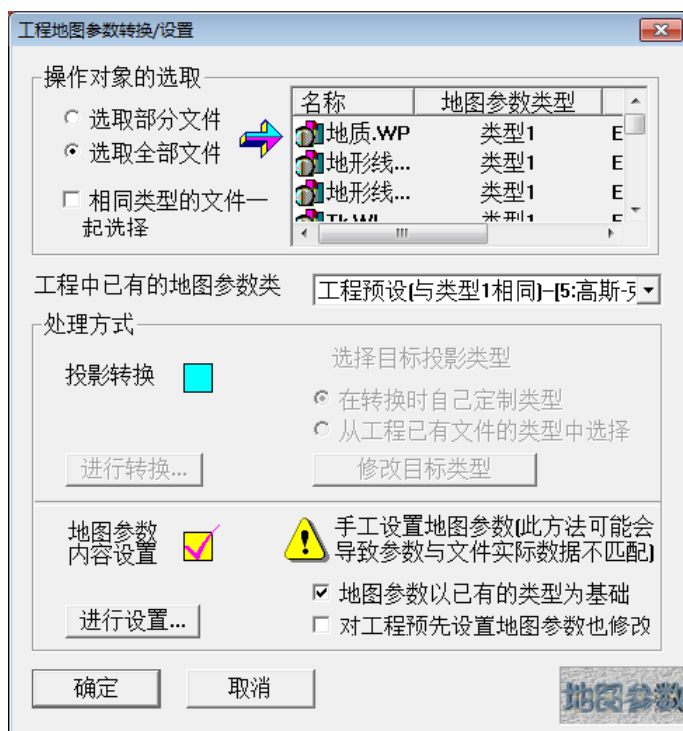 工程地图参数转换/设置
操作对象的选取
选取部分文件
选取全部文件
相同类型的文件一
起选择
名称 地图参数类型
地质.WP 类型1 E
地形线... 类型1 E
地形线... 类型1 E
类型1
工程中已有的地图参数类
工程预设(与类型1相同)--[5:高斯-
处理方式
投影转换
选择目标投影类型
在转换时自己定制类型
从工程已有文件的类型中选择
进行转换...
修改目标类型
地图参数
内容设置
手工设置地图参数(此方法可能会
导致参数与文件实际数据不匹配)
地图参数以已有的类型为基础
进行设置...
对工程预先设置地图参数也修改
确定
取消
地图参数